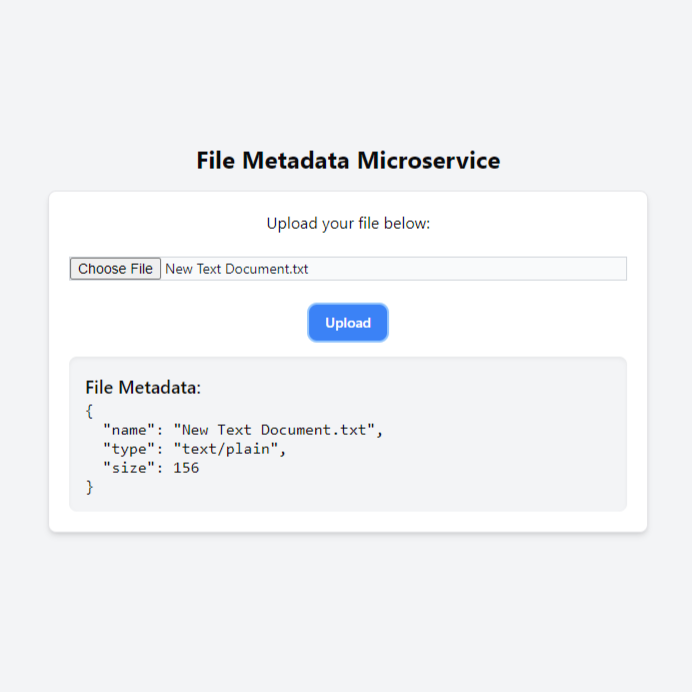 File Metadata Microservice
Upload your file below:
Choose File New Text Document.txt
Upload
File Metadata:
{
  "name": "New Text Document.txt",
  "type": "text/plain",
  "size": 156
}